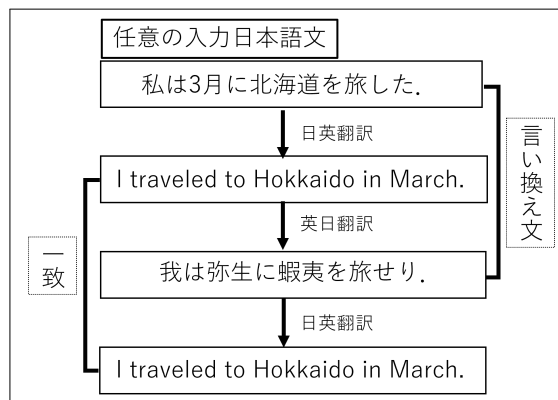 任意の入力日本語文
私は3月に北海道を旅した.
日英翻訳
I traveled to Hokkaido in March.
英日翻訳
我は弥生に蝦夷を旅せり.
日英翻訳
I traveled to Hokkaido in March.
一致
言い換え文